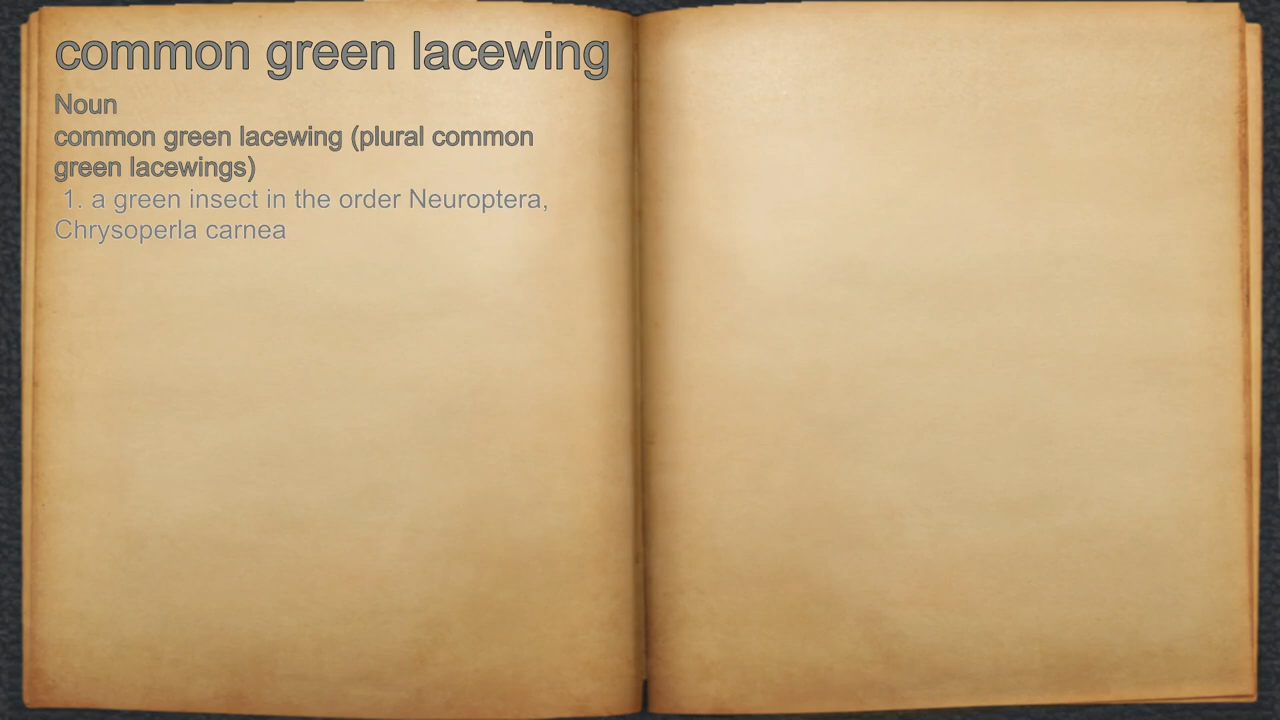 common green lacewing
Noun
common green lacewing (plural common
green lacewings)
1. a green insect in the order Neuroptera,
Chrysoperla carnea